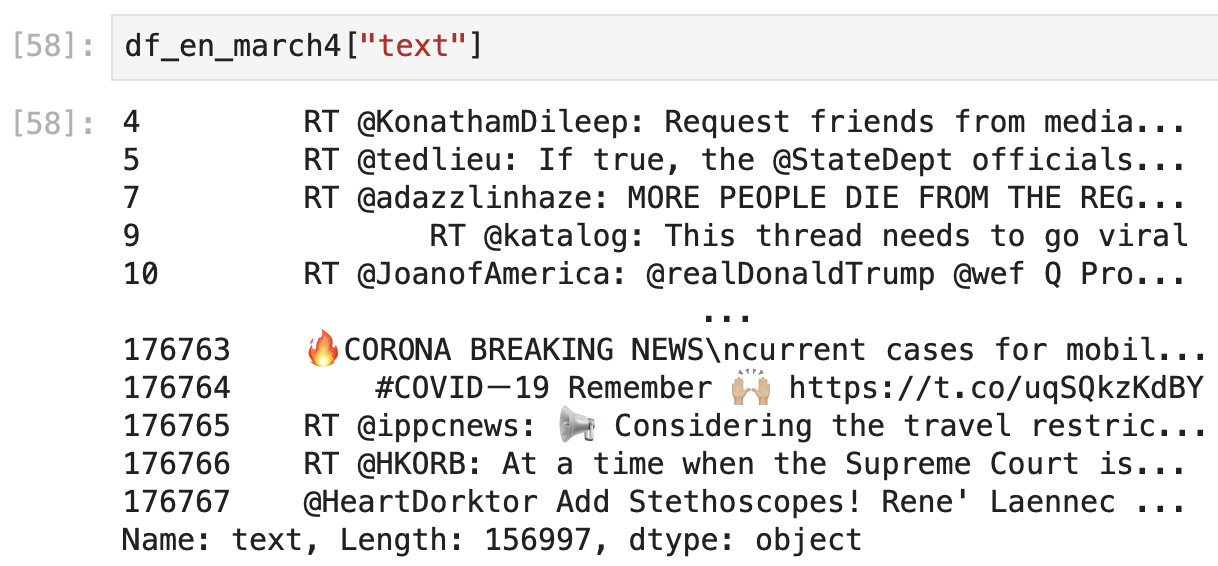 [58]: df_en_march4["text"]
[58]: 4 RT @KonathamDileep: Request friends from media...
5 RT @tedlieu: If true, the @StateDept officials...
7 RT @adazzlinhaze: MORE PEOPLE DIE FROM THE REG...
9 RT @katalog: This thread needs to go viral
10 RT @JoanofAmerica: @realDonaldTrump @wef Q Pro...
...
176763 🔥CORONA BREAKING NEWS\ncurrent cases for mobil...
176764 #COVID−19 Remember 🙌🏼 https://t.co/uqSQkzKdBY
176765 RT @ippcnews: 📢 Considering the travel restric...
176766 RT @HKORB: At a time when the Supreme Court is...
176767 @HeartDorktor Add Stethoscopes! Rene' Laennec ...
Name: text, Length: 156997, dtype: object